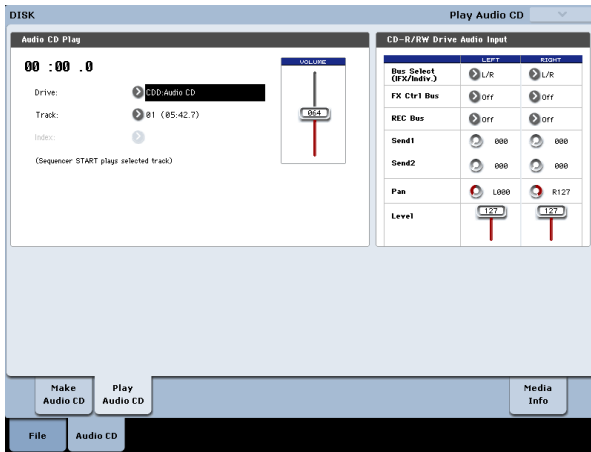 DISK
Play Audio CD
Audio CD Play
00 :00 .0
VOLUME
064
Drive: CDD:Audio CD
Track: 01 (05:42.7)
Index:
(Sequencer START plays selected track)
CD-R/RW Drive Audio Input
LEFT RIGHT
Bus Select (IFX/Indiv.) L/R L/R
FX Ctrl Bus Off Off
REC Bus Off Off
Send1 000 000
Send2 000 000
Pan L000 R127
Level 127 127
Make Audio CD
Play Audio CD
Media Info
File
Audio CD